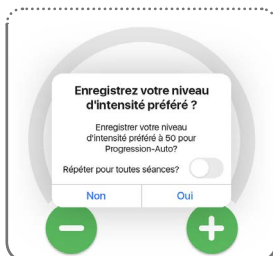 Enregistrez votre niveau
d'intensité préféré ?
Enregistrer votre niveau
d'intensité préféré à 50 pour
Progression-Auto?
Répéter pour toutes séances?
Non Oui